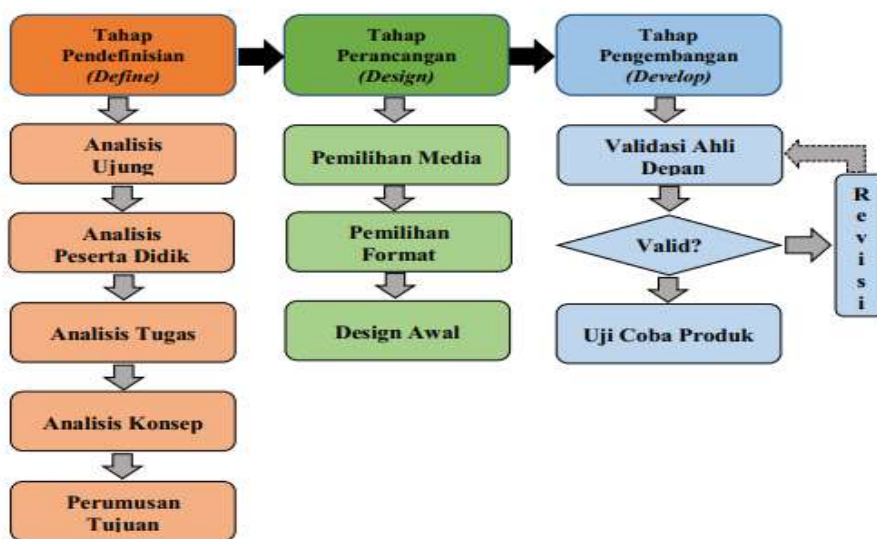 Tahap
Pendefinisian
(Define)
Tahap
Perancangan
(Design)
Tahap
Pengembangan
(Develop)
Analisis
Ujung
Analisis
Peserta Didik
Analisis Tugas
Analisis Konsep
Perumusan
Tujuan
Pemilihan Media
Pemilihan
Format
Design Awal
Validasi Ahli
Depan
Valid?
Revisi
Uji Coba Produk